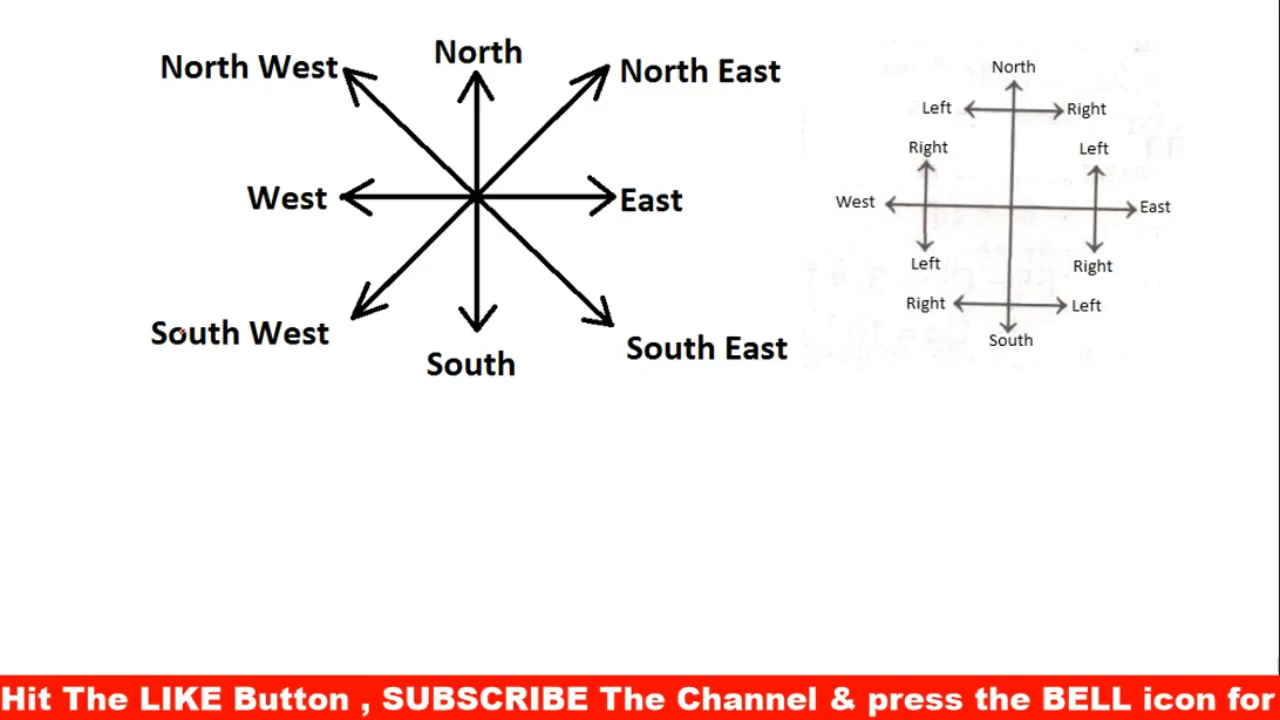 North West
North
North East
West
East
South West
South
South East
North
Left
Right
Right
Left
West
East
Left
Right
Right
Left
South
Hit The LIKE Button , SUBSCRIBE The Channel & press the BELL icon for